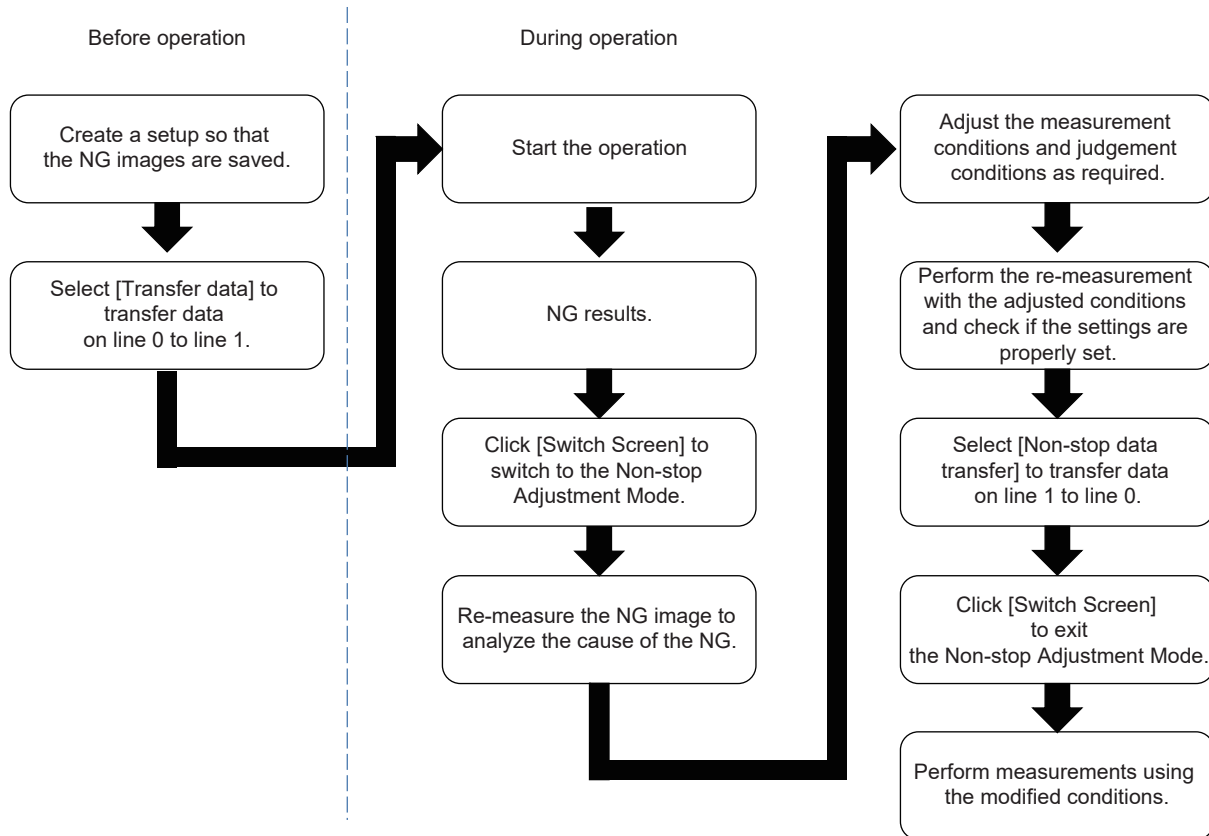 Before operation
During operation
Create a setup so that
the NG images are saved.
Select [Transfer data] to
transfer data
on line 0 to line 1.
Start the operation
NG results.
Click [Switch Screen] to
switch to the Non-stop
Adjustment Mode.
Re-measure the NG image to
analyze the cause of the NG.
Adjust the measurement
conditions and judgement
conditions as required.
Perform the re-measurement
with the adjusted conditions
and check if the settings are
properly set.
Select [Non-stop data
transfer] to transfer data
on line 1 to line 0.
Click [Switch Screen]
to exit
the Non-stop Adjustment Mode.
Perform measurements using
the modified conditions.